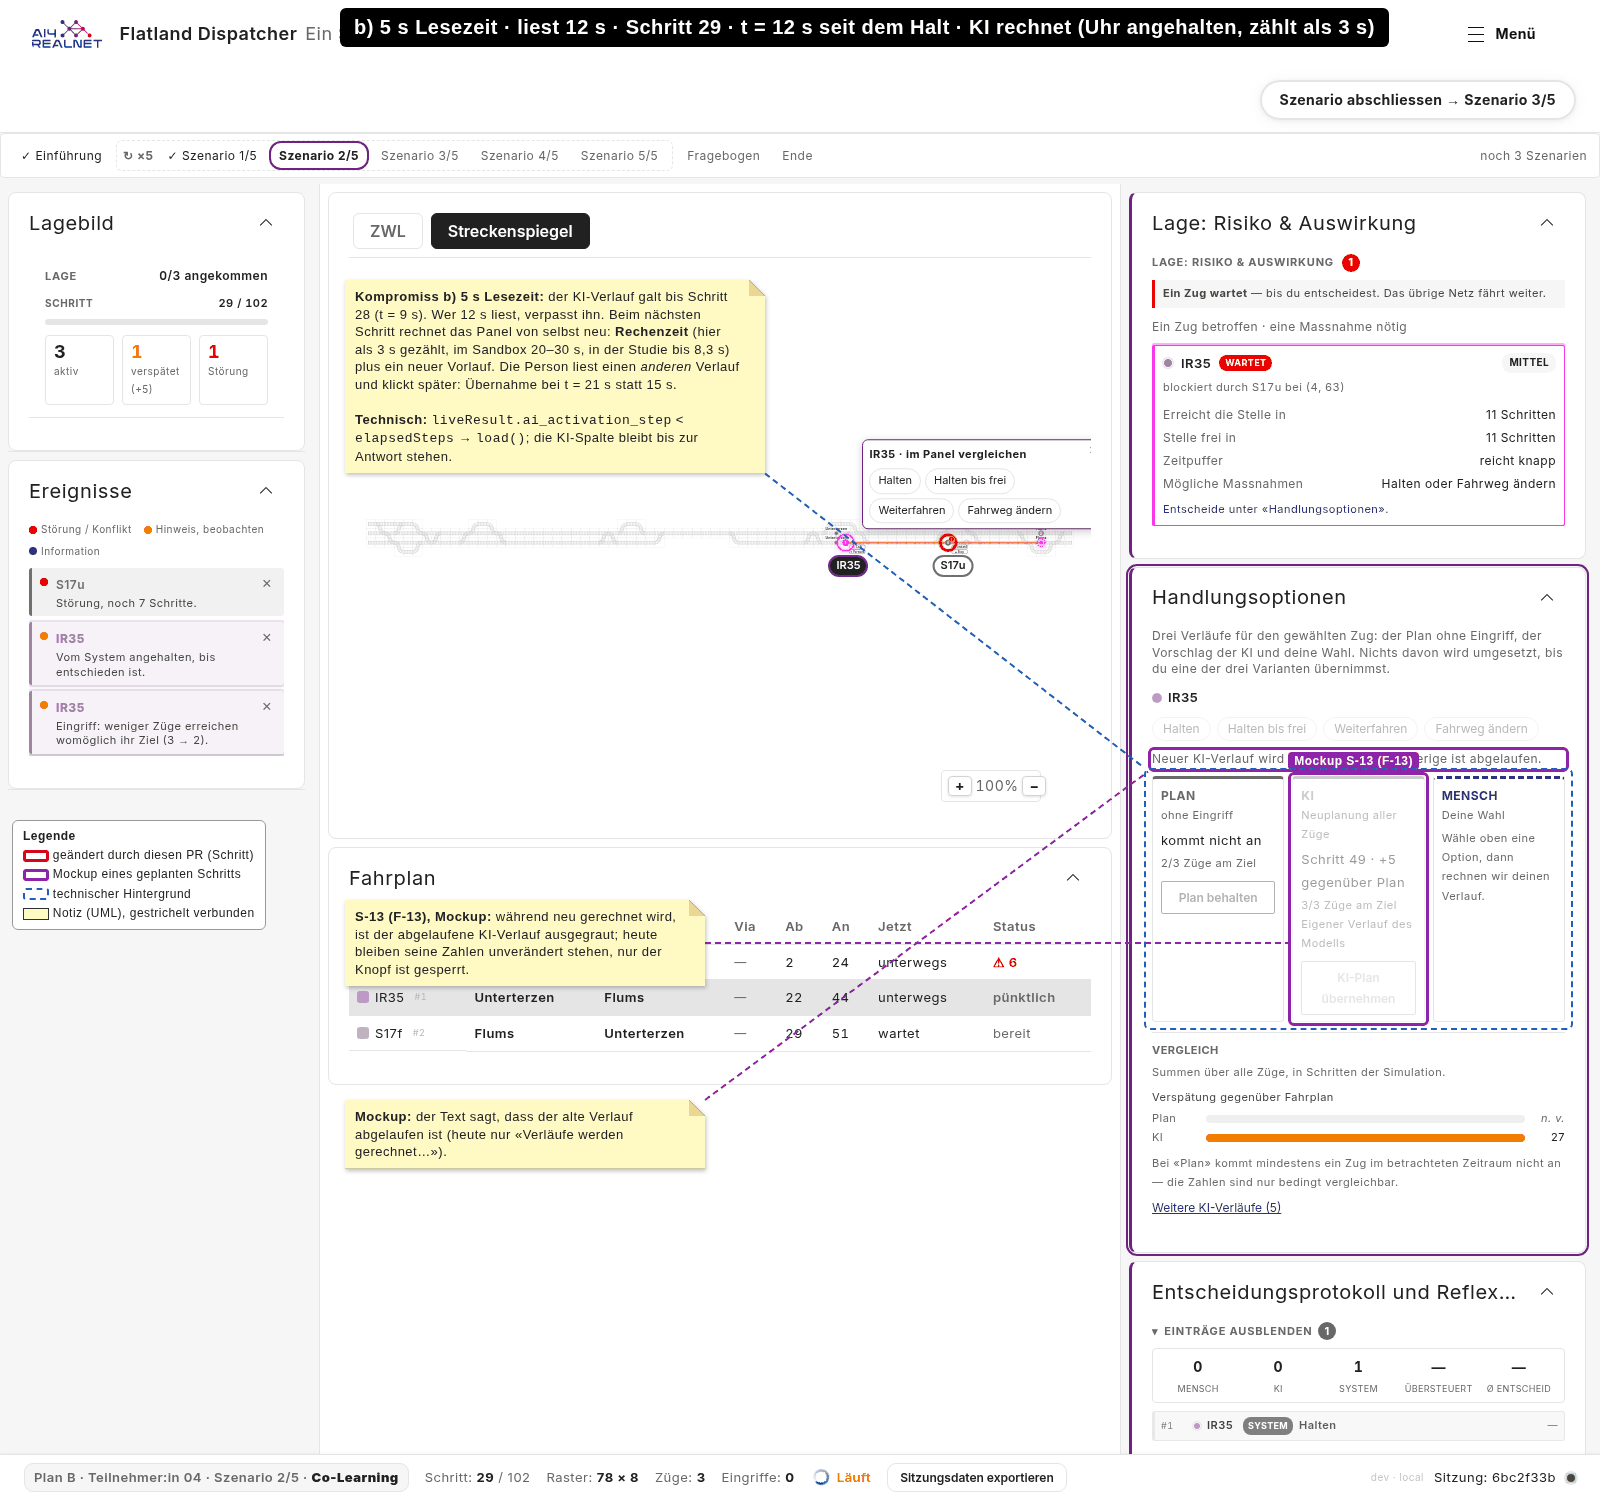 AI4
REALNET
Flatland Dispatcher Ein
b) 5 s Lesezeit · liest 12 s · Schritt 29 · t = 12 s seit dem Halt · KI rechnet (Uhr angehalten, zählt als 3 s)
Menü
Szenario abschliessen → Szenario 3/5
✓ Einführung
↻ ×5
✓ Szenario 1/5
Szenario 2/5
Szenario 3/5
Szenario 4/5
Szenario 5/5
Fragebogen
Ende
noch 3 Szenarien
Lagebild
LAGE 0/3 angekommen
SCHRITT 29 / 102
3
aktiv
1
verspätet
(+5)
1
Störung
Ereignisse
Störung / Konflikt
Hinweis, beobachten
Information
S17u ×
Störung, noch 7 Schritte.
IR35 ×
Vom System angehalten, bis
entschieden ist.
IR35 ×
Eingriff: weniger Züge erreichen
womöglich ihr Ziel (3 → 2).
Legende
geändert durch diesen PR (Schritt)
Mockup eines geplanten Schritts
technischer Hintergrund
Notiz (UML), gestrichelt verbunden
ZWL
Streckenspiegel
Kompromiss b) 5 s Lesezeit: der KI-Verlauf galt bis Schritt
28 (t = 9 s). Wer 12 s liest, verpasst ihn. Beim nächsten
Schritt rechnet das Panel von selbst neu: Rechenzeit (hier
als 3 s gezählt, im Sandbox 20–30 s, in der Studie bis 8,3 s)
plus ein neuer Vorlauf. Die Person liest einen anderen Verlauf
und klickt später: Übernahme bei t = 21 s statt 15 s.
Technisch: liveResult.ai_activation_step <
elapsedSteps → load(); die KI-Spalte bleibt bis zur
Antwort stehen.
IR35 · im Panel vergleichen
Halten
Halten bis frei
Weiterfahren
Fahrweg ändern
IR35
S17u
+ 100% −
Fahrplan
Via Ab An Jetzt Status
— 2 24 unterwegs ⚠ 6
IR35 #1 Unterterzen Flums — 22 44 unterwegs pünktlich
S17f #2 Flums Unterterzen — 29 51 wartet bereit
S-13 (F-13), Mockup: während neu gerechnet wird,
ist der abgelaufene KI-Verlauf ausgegraut; heute
bleiben seine Zahlen unverändert stehen, nur der
Knopf ist gesperrt.
Mockup: der Text sagt, dass der alte Verlauf
abgelaufen ist (heute nur «Verläufe werden
gerechnet…»).
Lage: Risiko & Auswirkung
LAGE: RISIKO & AUSWIRKUNG 1
Ein Zug wartet — bis du entscheidest. Das übrige Netz fährt weiter.
Ein Zug betroffen · eine Massnahme nötig
IR35 WARTET MITTEL
blockiert durch S17u bei (4, 63)
Erreicht die Stelle in 11 Schritten
Stelle frei in 11 Schritten
Zeitpuffer reicht knapp
Mögliche Massnahmen Halten oder Fahrweg ändern
Entscheide unter «Handlungsoptionen».
Handlungsoptionen
Drei Verläufe für den gewählten Zug: der Plan ohne Eingriff, der
Vorschlag der KI und deine Wahl. Nichts davon wird umgesetzt, bis
du eine der drei Varianten übernimmst.
IR35
Halten
Halten bis frei
Weiterfahren
Fahrweg ändern
Neuer KI-Verlauf wird
Mockup S-13 (F-13)
erige ist abgelaufen.
PLAN
ohne Eingriff
kommt nicht an
2/3 Züge am Ziel
Plan behalten
KI
Neuplanung aller
Züge
Schritt 49 · +5
gegenüber Plan
3/3 Züge am Ziel
Eigener Verlauf des
Modells
KI-Plan
übernehmen
MENSCH
Deine Wahl
Wähle oben eine
Option, dann
rechnen wir deinen
Verlauf.
VERGLEICH
Summen über alle Züge, in Schritten der Simulation.
Verspätung gegenüber Fahrplan
Plan n. v.
KI 27
Bei «Plan» kommt mindestens ein Zug im betrachteten Zeitraum nicht an
— die Zahlen sind nur bedingt vergleichbar.
Weitere KI-Verläufe (5)
Entscheidungsprotokoll und Reflex…
▾ EINTRÄGE AUSBLENDEN 1
0 0 1 — —
MENSCH KI SYSTEM ÜBERSTEUERT Ø ENTSCHEID
#1 IR35 SYSTEM Halten —
Plan B · Teilnehmer:in 04 · Szenario 2/5 · Co-Learning
Schritt: 29 / 102
Raster: 78 × 8
Züge: 3
Eingriffe: 0
Läuft
Sitzungsdaten exportieren
dev · local
Sitzung: 6bc2f33b